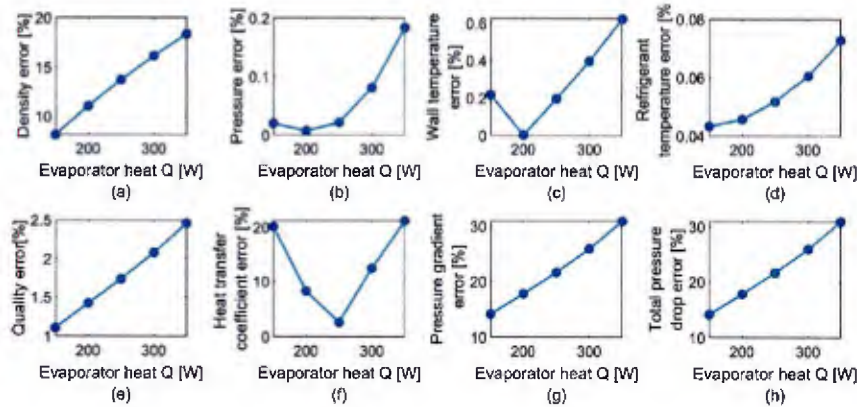 Density error [%]
20
15
10
200
300
Evaporator heat Q [W]
(a)
Pressure error [%]
0.2
0.1
0
200
300
Evaporator heat Q [W]
(b)
Wall temperature
error [%]
0.6
0.4
0.2
0
200
300
Evaporator heat Q [W]
(c)
Refrigerant
temperature error [%]
0.08
0.06
0.04
200
300
Evaporator heat Q [W]
(d)
Quality error[%]
2.5
2
1.5
1
200
300
Evaporator heat Q [W]
(e)
Heat transfer
coefficient error [%]
20
10
0
200
300
Evaporator heat Q [W]
(f)
Pressure gradient
error [%]
30
20
10
200
300
Evaporator heat Q [W]
(g)
Total pressure
drop error [%]
30
20
10
200
300
Evaporator heat Q [W]
(h)